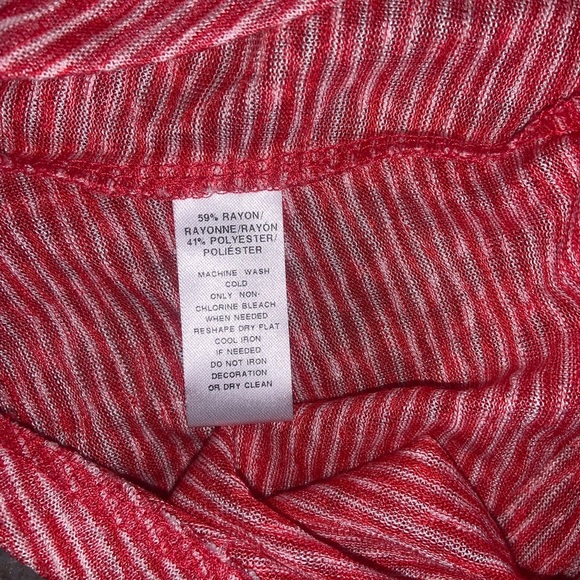 59% RAYON/
RAYONNE/RAYÓN
41% POLYESTER/
POLIÉSTER
MACHINE WASH
COLD
ONLY NON-
CHLORINE BLEACH
WHEN NEEDED
RESHAPE DRY FLAT
COOL IRON
IF NEEDED
DO NOT IRON
DECORATION
OR DRY CLEAN